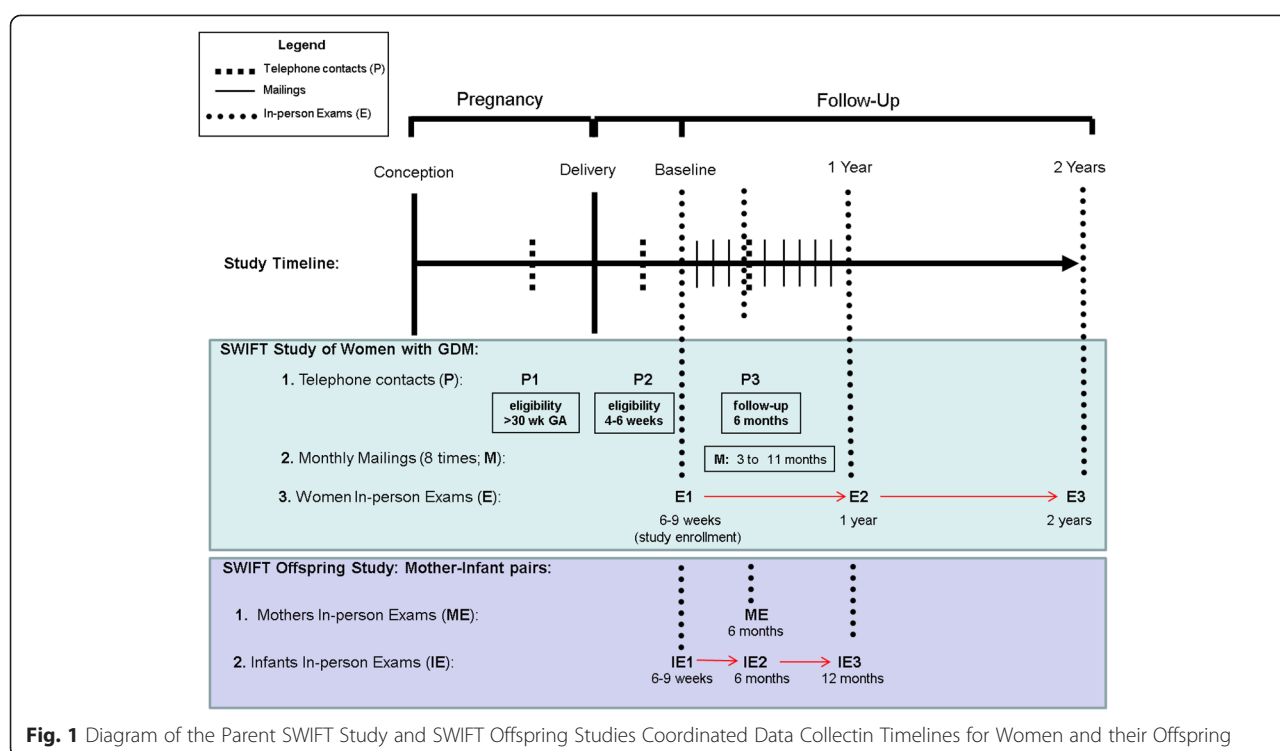 Legend
Telephone contacts (P)
Mailings
In-person Exams (E)
Pregnancy
Follow-Up
Conception
Delivery
Baseline
1 Year
2 Years
Study Timeline:
SWIFT Study of Women with GDM:
1. Telephone contacts (P):
P1
P2
P3
eligibility
>30 wk GA
eligibility
4-6 weeks
follow-up
6 months
2. Monthly Mailings (8 times; M):
M: 3 to 11 months
3. Women In-person Exams (E):
E1
E2
E3
6-9 weeks
(study enrollment)
1 year
2 years
SWIFT Offspring Study: Mother-Infant pairs:
1. Mothers In-person Exams (ME):
ME
6 months
2. Infants In-person Exams (IE):
IE1
IE2
IE3
6-9 weeks
6 months
12 months
Fig. 1 Diagram of the Parent SWIFT Study and SWIFT Offspring Studies Coordinated Data Collectin Timelines for Women and their Offspring